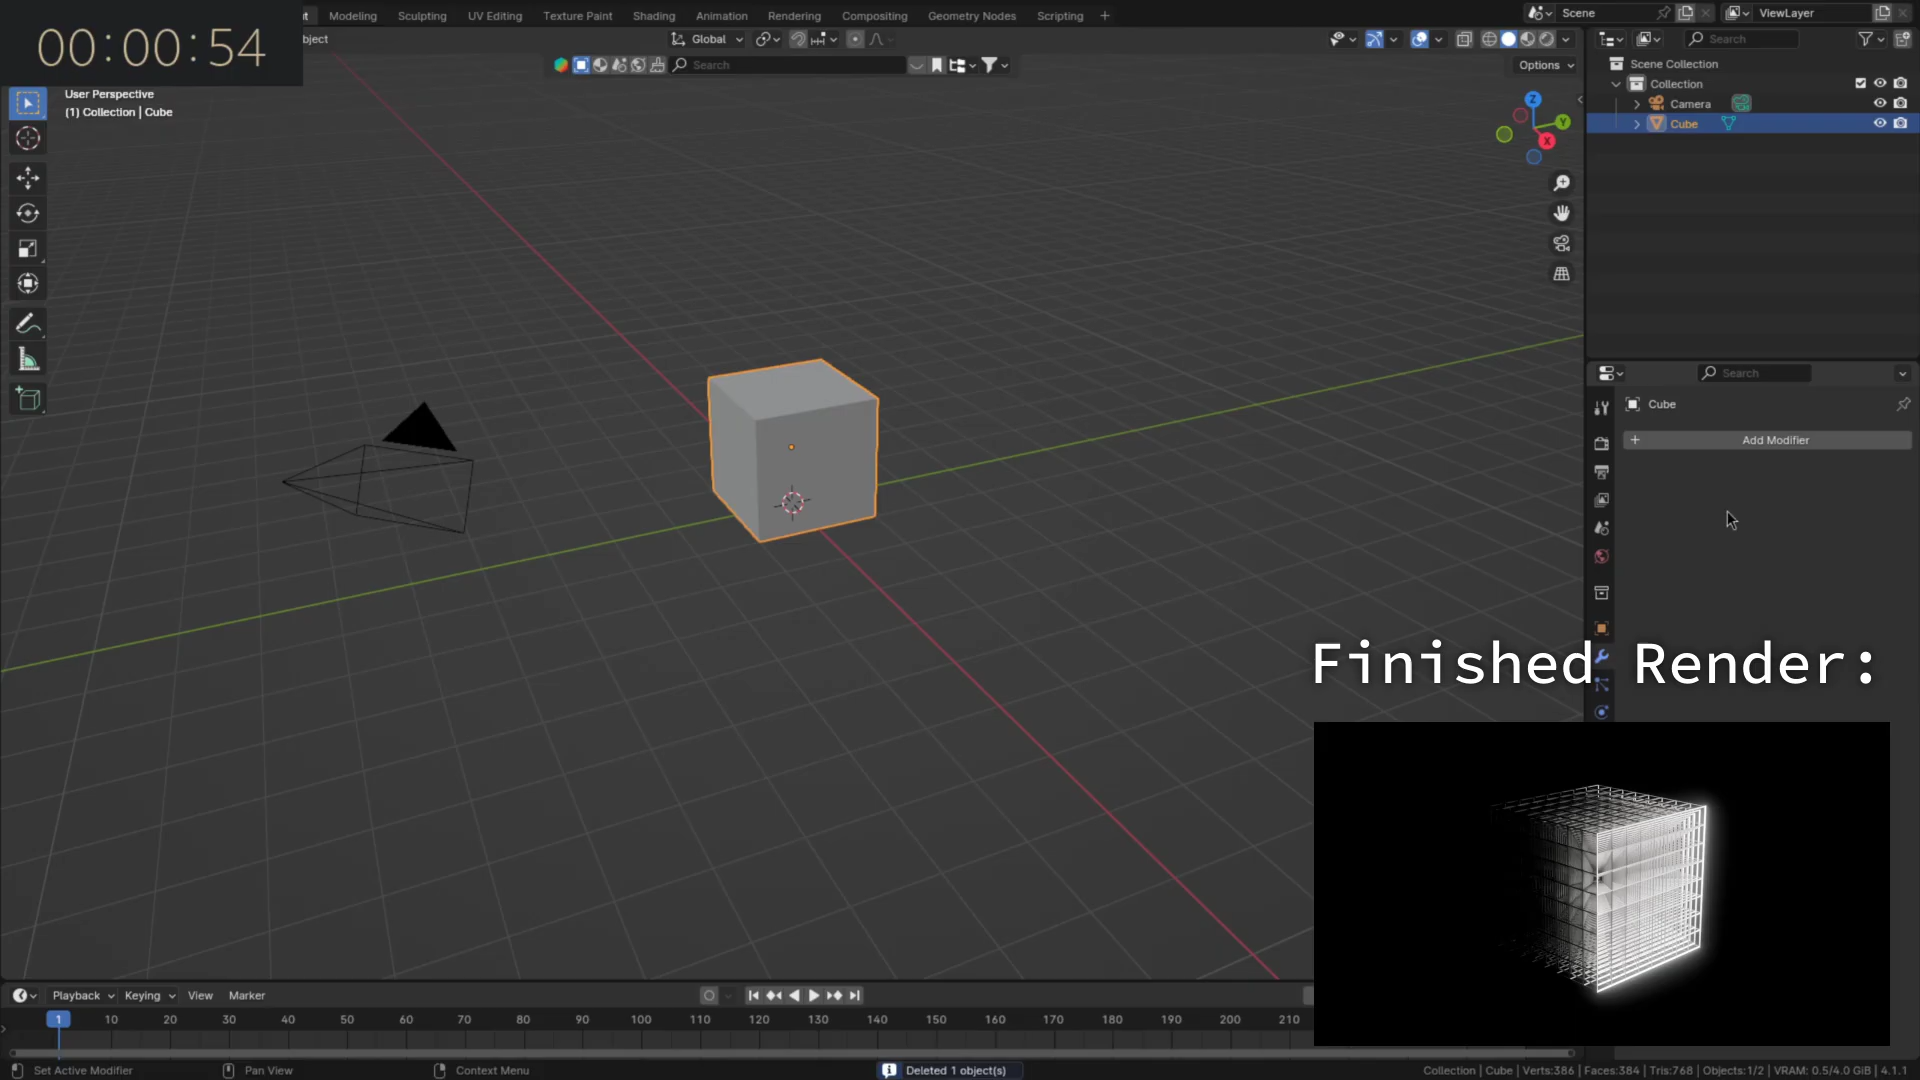 00:00:54
Modeling
Sculpting
UV Editing
Texture Paint
Shading
Animation
Rendering
Compositing
Geometry Nodes
Scripting
Scene
ViewLayer
bject
Global
Search
Search
Options
User Perspective
(1) Collection | Cube
Z
Y
X
Scene Collection
Collection
Camera
Cube
Search
Cube
Add Modifier
Finished Render:
Playback
Keying
View
Marker
1
10
20
30
40
50
60
70
80
90
100
110
120
130
140
150
160
170
180
190
200
210
Set Active Modifier
Pan View
Context Menu
Deleted 1 object(s)
Collection | Cube | Verts:386 | Faces:384 | Tris:768 | Objects:1/2 | VRAM: 0.5/4.0 GiB | 4.1.1